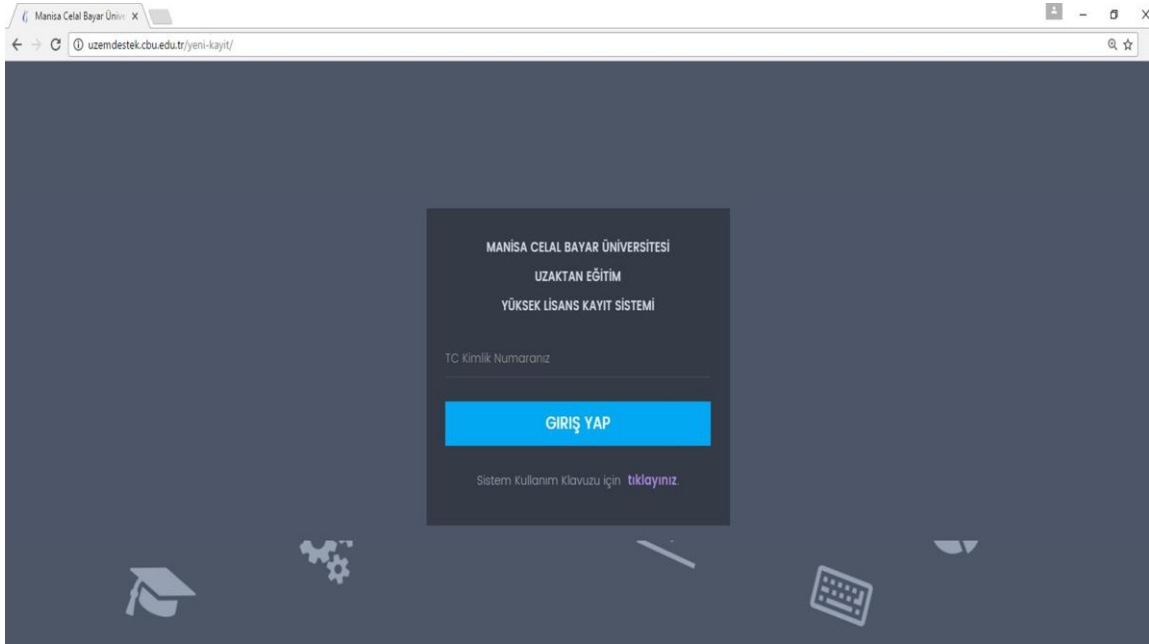 Manisa Celal Bayar Üniv
uzemdestek.cbu.edu.tr/yeni-kayit/
MANİSA CELAL BAYAR ÜNİVERSİTESİ
UZAKTAN EĞİTİM
YÜKSEK LİSANS KAYIT SİSTEMİ
TC Kimlik Numaranız
GIRIŞ YAP
Sistem Kullanım Klavuzu için tıklayınız.